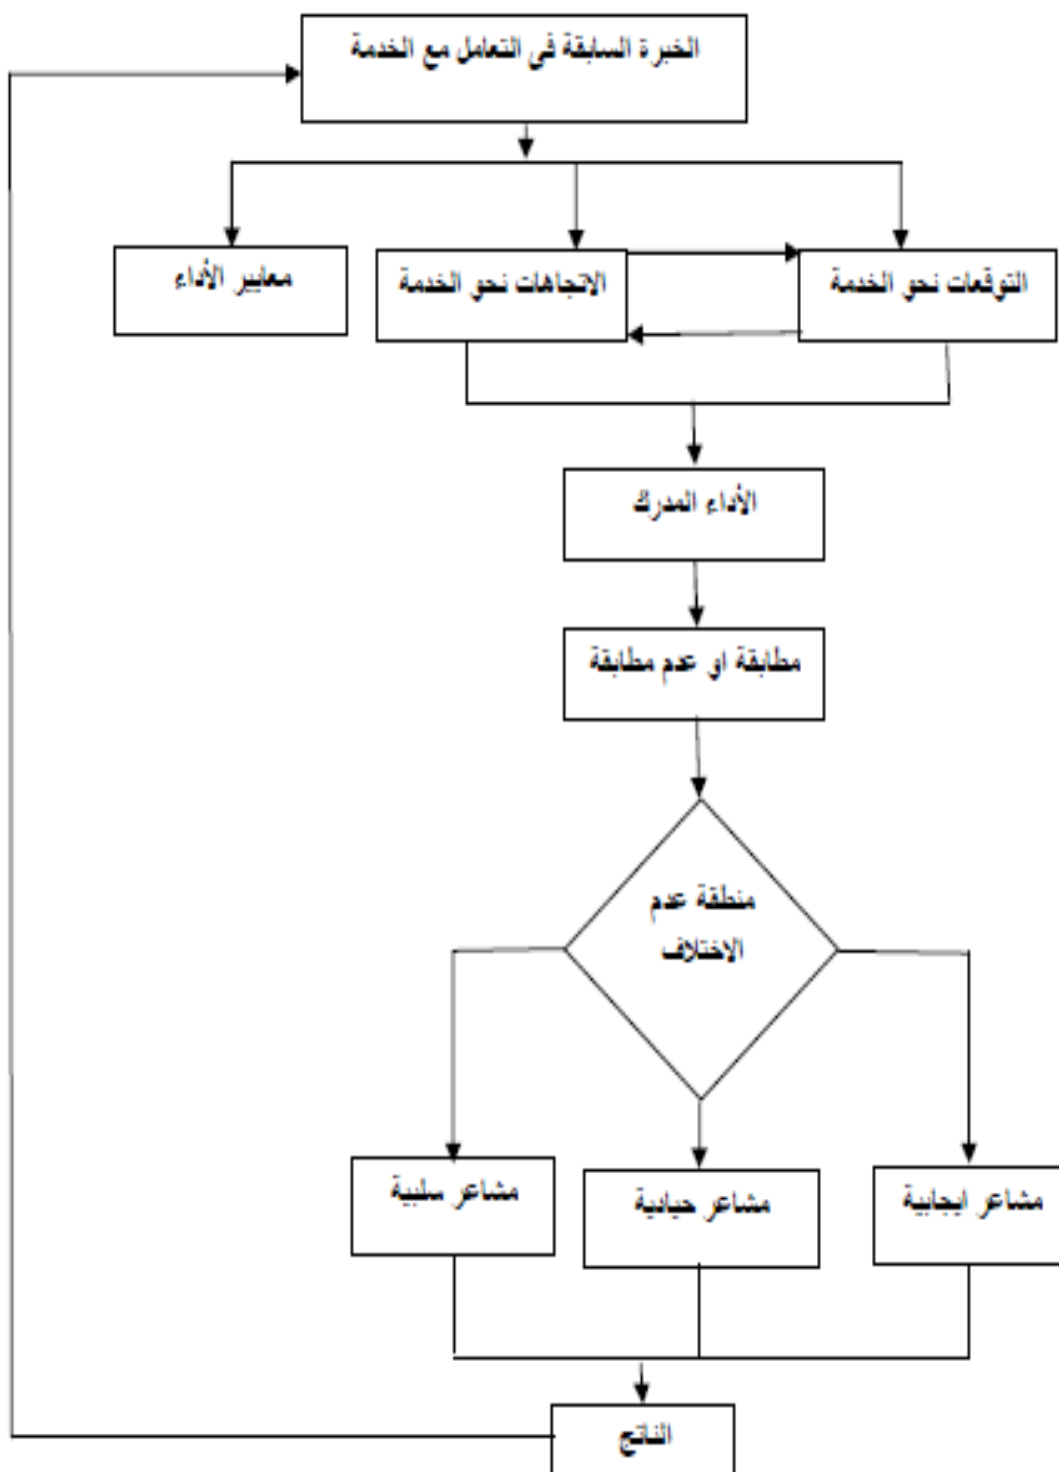 الخبرة السابقة فى التعامل مع الخدمة
التوقعات نحو الخدمة
الاتجاهات نحو الخدمة
معايير الأداء
الأداء المدرك
مطابقة او عدم مطابقة
منطقة عدم
الاختلاف
مشاعر ايجابية
مشاعر حيادية
مشاعر سلبية
الناتج